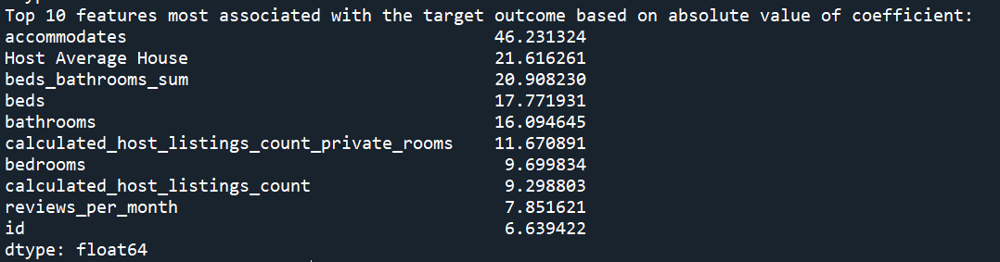 Top 10 features most associated with the target outcome based on absolute value of coefficient:
accommodates 46.231324
Host Average House 21.616261
beds_bathrooms_sum 20.908230
beds 17.771931
bathrooms 16.094645
calculated_host_listings_count_private_rooms 11.670891
bedrooms 9.699834
calculated_host_listings_count 9.298803
reviews_per_month 7.851621
id 6.639422
dtype: float64